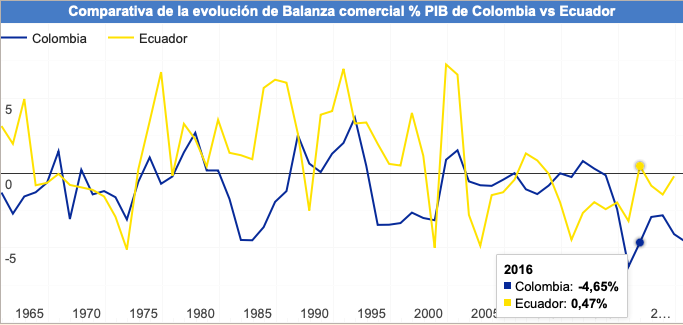 Comparativa de la evolución de Balanza comercial % PIB de Colombia vs Ecuador
Colombia Ecuador
5
0
-5
2016
Colombia: -4,65%
Ecuador: 0,47%
1965 1970 1975 1980 1985 1990 1995 2000 2005 2…